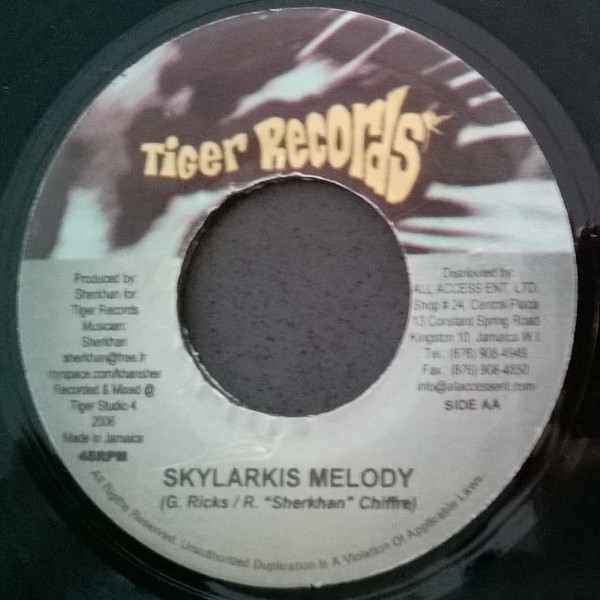 Tiger Records
Produced by:
Sherkhan for
Tiger Records
Musician:
Sherkhan
sherkhan@free.fr
myspace.com/khansher
Recorded & Mixed @
Tiger Studio 4
2006
Made in Jamaica
45RPM
Distributed by:
ALL ACCESS ENT. LTD.
Shop # 24, Central Plaza
13 Constant Spring Road
Kingston 10, Jamaica W.I.
Tel. (876) 908-4949
Fax (876) 908-4850
info@allaccessent.com
SIDE AA
SKYLARKIS MELODY
(G. Ricks / R. "Sherkhan" Chiffre)
All Rights Reserved. Unauthorized Duplication Is A Violation Of Applicable Laws.